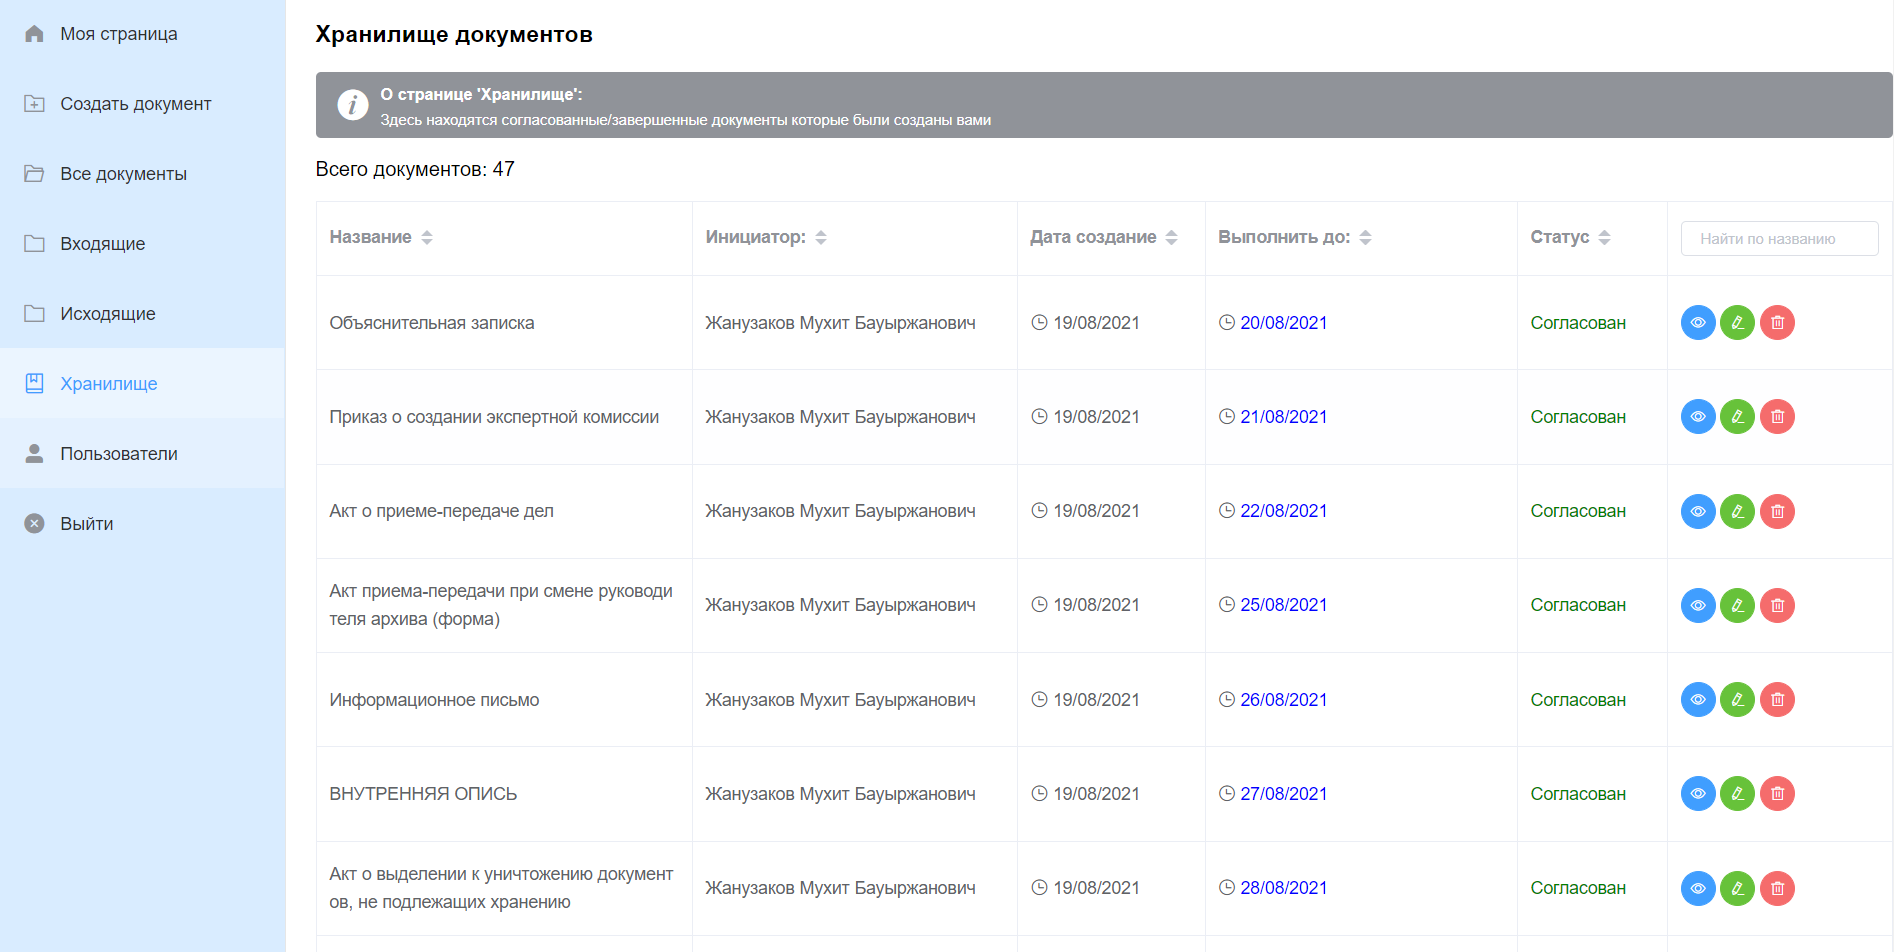 Моя страница
Создать документ
Все документы
Входящие
Исходящие
Хранилище
Пользователи
Выйти
Хранилище документов
О странице 'Хранилище':
Здесь находятся согласованные/завершенные документы которые были созданы вами
Всего документов: 47
Название Инициатор: Дата создание Выполнить до: Статус Найти по названию
Объяснительная записка Жанузаков Мухит Бауыржанович 19/08/2021 20/08/2021 Согласован
Приказ о создании экспертной комиссии Жанузаков Мухит Бауыржанович 19/08/2021 21/08/2021 Согласован
Акт о приеме-передаче дел Жанузаков Мухит Бауыржанович 19/08/2021 22/08/2021 Согласован
Акт приема-передачи при смене руководи
теля архива (форма) Жанузаков Мухит Бауыржанович 19/08/2021 25/08/2021 Согласован
Информационное письмо Жанузаков Мухит Бауыржанович 19/08/2021 26/08/2021 Согласован
ВНУТРЕННЯЯ ОПИСЬ Жанузаков Мухит Бауыржанович 19/08/2021 27/08/2021 Согласован
Акт о выделении к уничтожению документ
ов, не подлежащих хранению Жанузаков Мухит Бауыржанович 19/08/2021 28/08/2021 Согласован